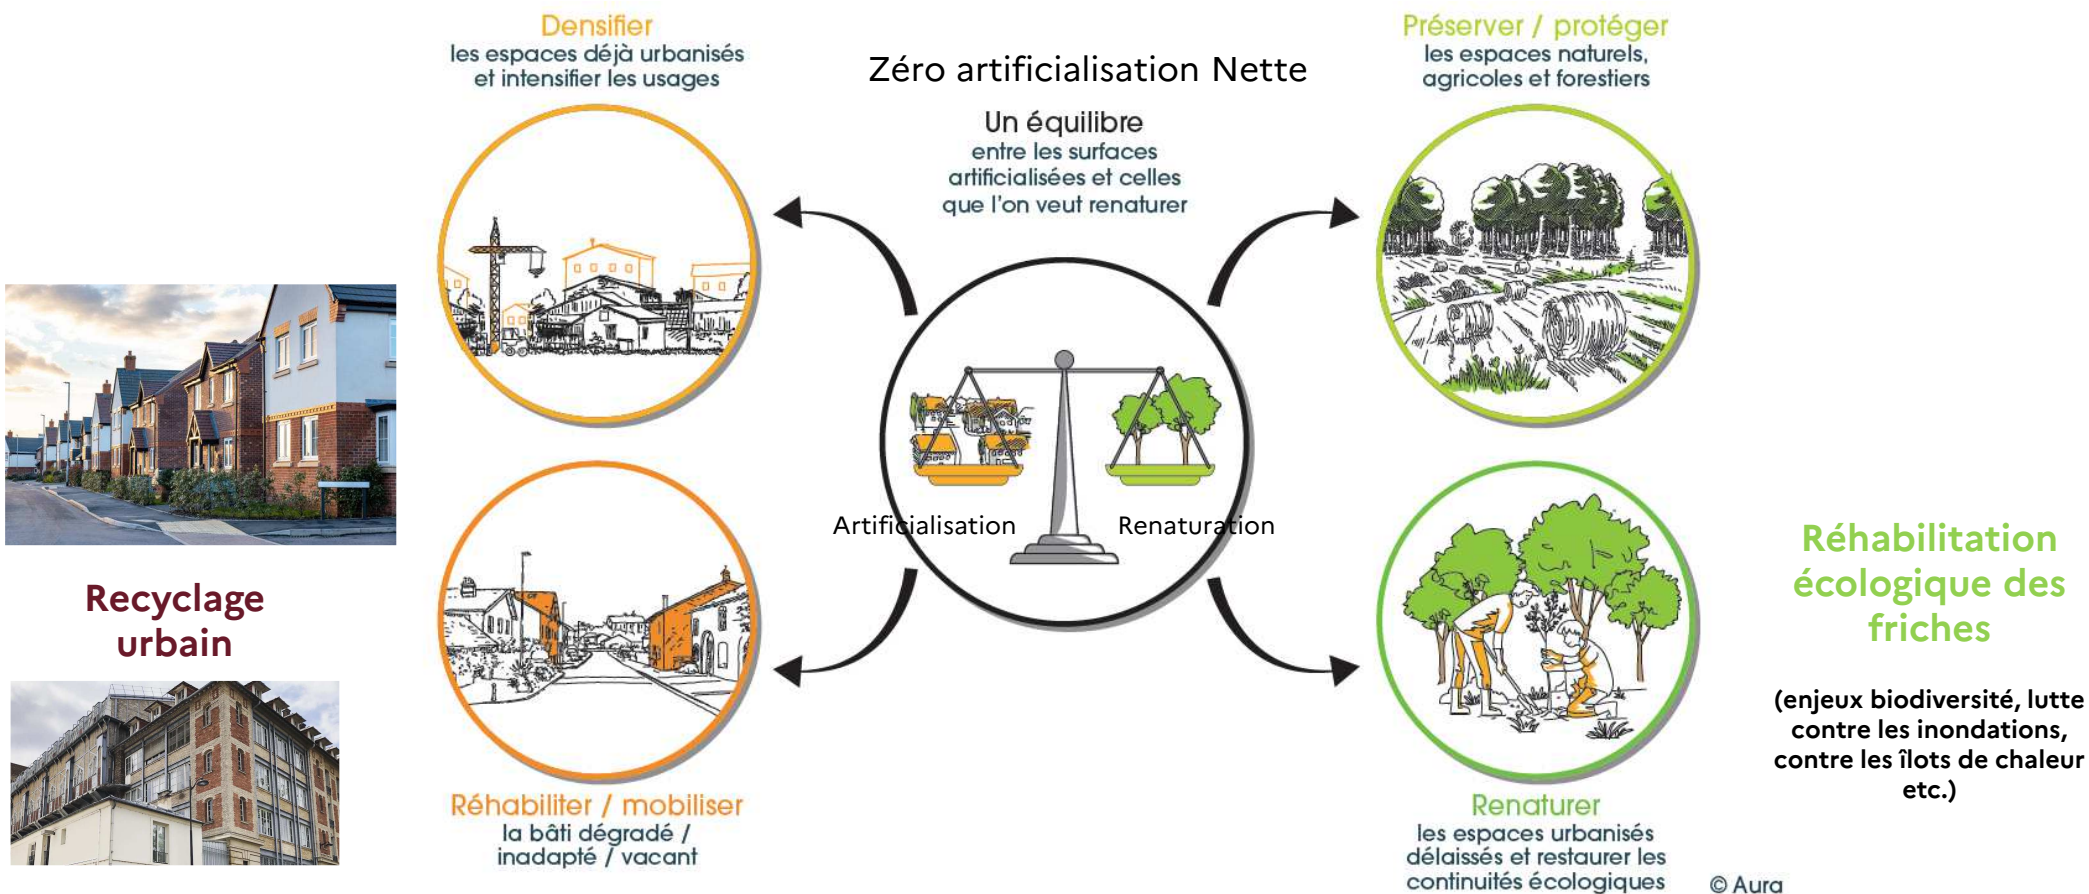 Densifier
les espaces déjà urbanisés
et intensifier les usages
Zéro artificialisation Nette
Un équilibre
entre les surfaces
artificialisées et celles
que l'on veut renaturer
Préserver / protéger
les espaces naturels,
agricoles et forestiers
Artificialisation
Renaturation
Recyclage
urbain
Réhabiliter / mobiliser
la bâti dégradé /
inadapté / vacant
Renaturer
les espaces urbanisés
délaissés et restaurer les
continuités écologiques
Réhabilitation
écologique des
friches
(enjeux biodiversité, lutte
contre les inondations,
contre les îlots de chaleur
etc.)
© Aura